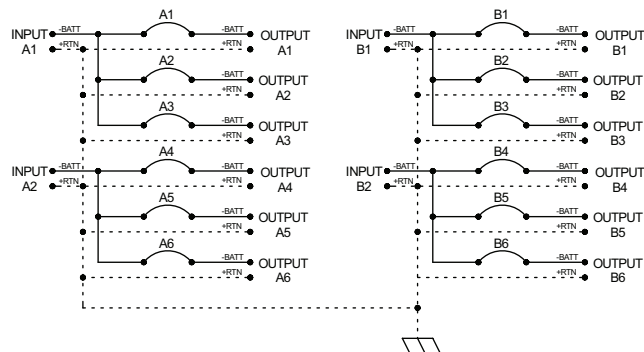 A1
INPUT -BATT -BATT OUTPUT
A1 +RTN +RTN A1
A2
-BATT OUTPUT
+RTN A2
A3
-BATT OUTPUT
+RTN A3
A4
INPUT -BATT -BATT OUTPUT
A2 +RTN +RTN A4
A5
-BATT OUTPUT
+RTN A5
A6
-BATT OUTPUT
+RTN A6
B1
INPUT -BATT -BATT OUTPUT
B1 +RTN +RTN B1
B2
-BATT OUTPUT
+RTN B2
B3
-BATT OUTPUT
+RTN B3
B4
INPUT -BATT -BATT OUTPUT
B2 +RTN +RTN B4
B5
-BATT OUTPUT
+RTN B5
B6
-BATT OUTPUT
+RTN B6